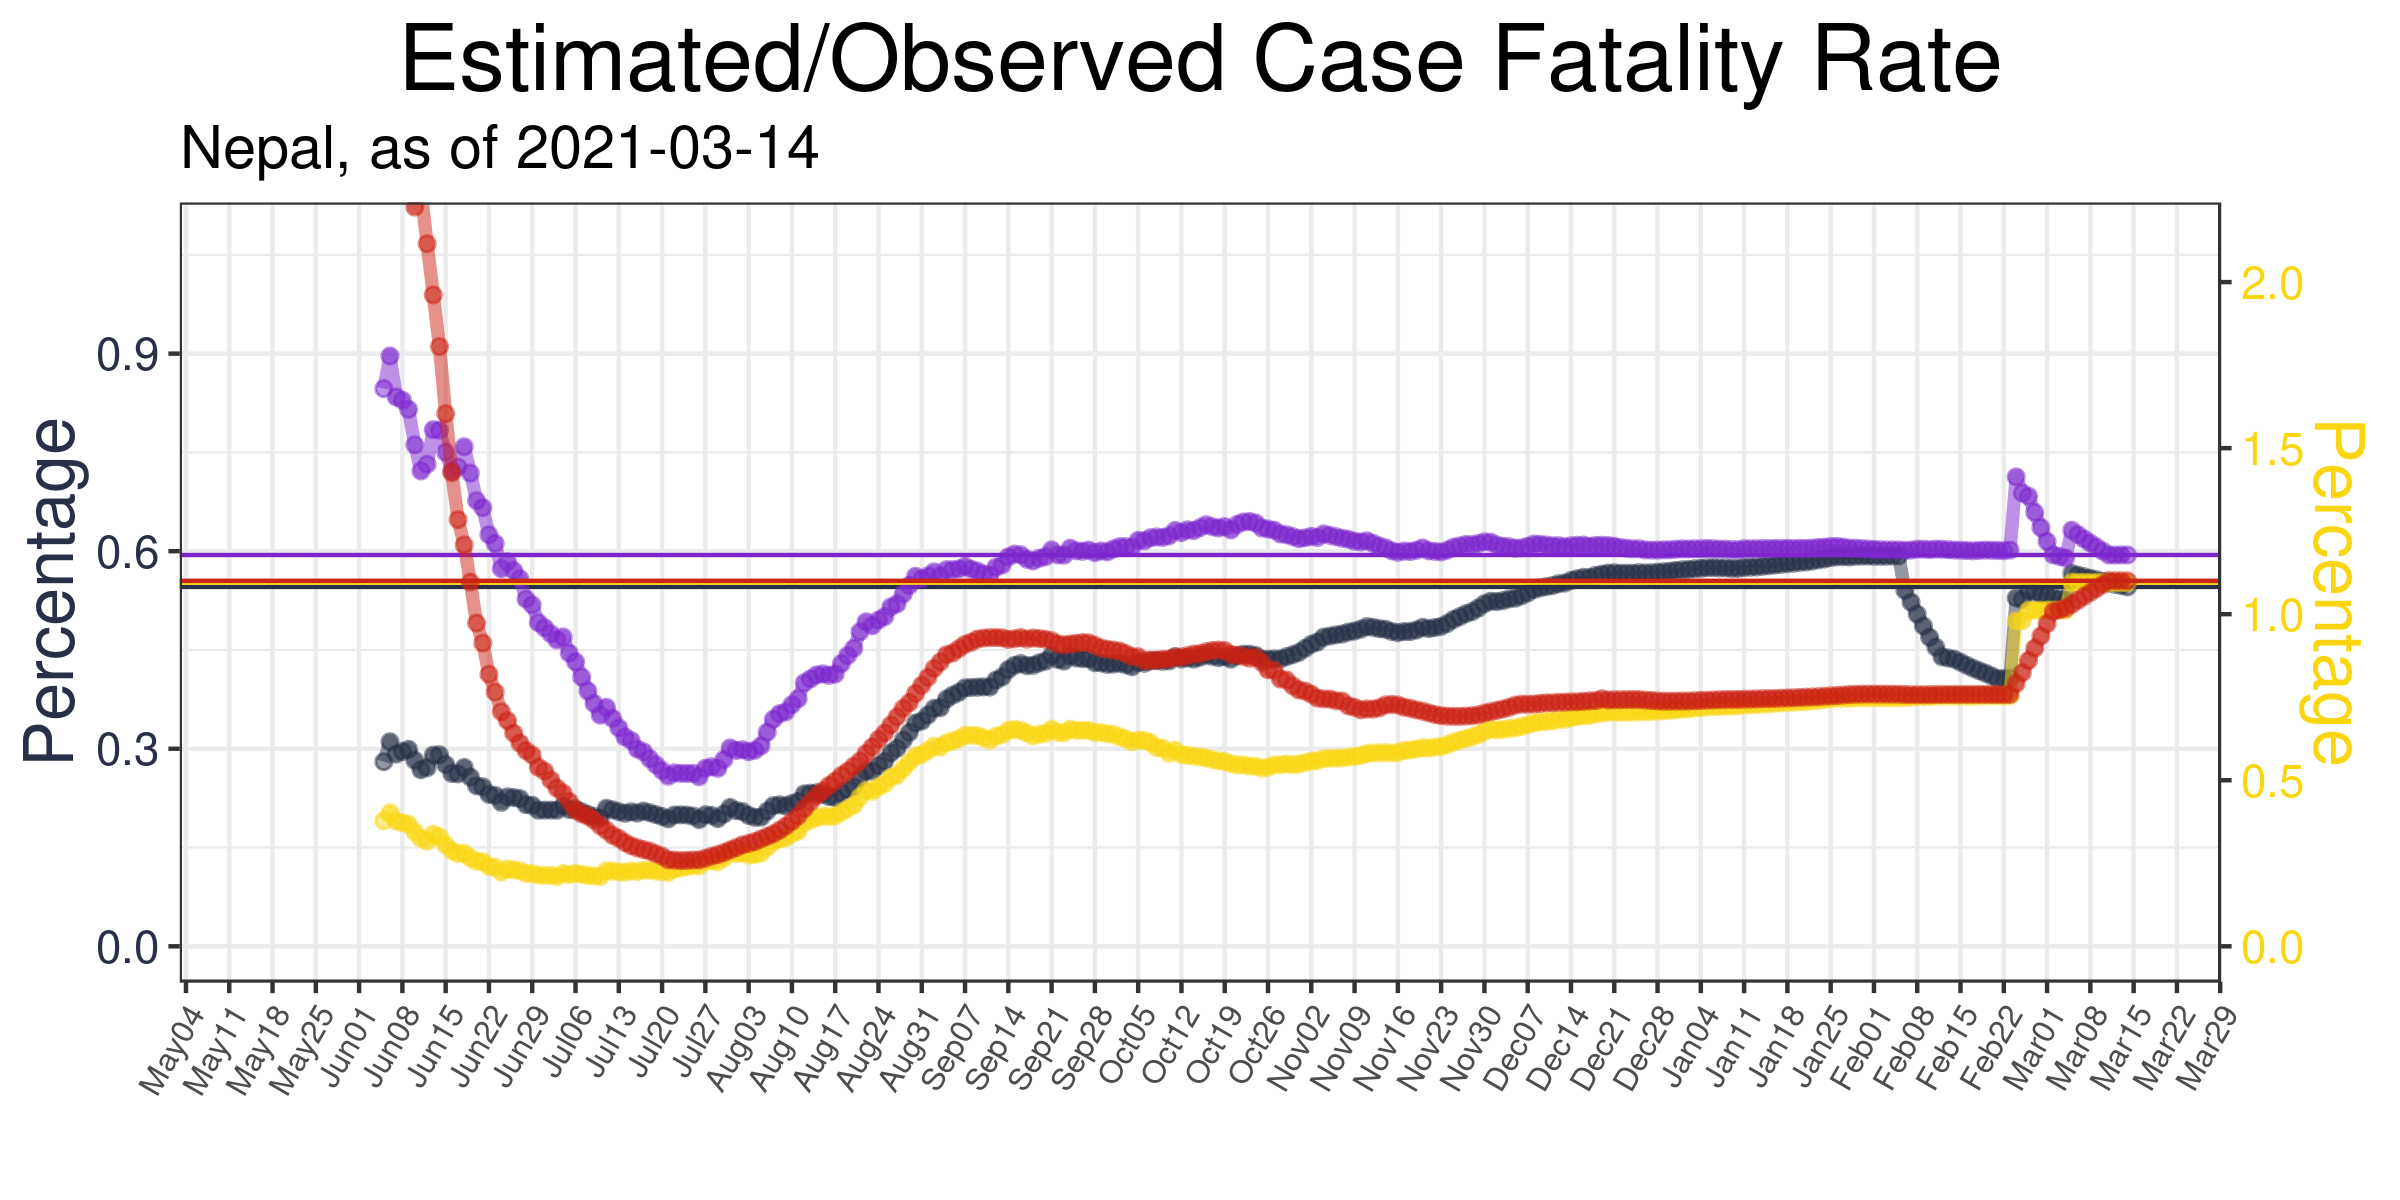 Estimated/Observed Case Fatality Rate
Nepal, as of 2021-03-14
Percentage
0.9
0.6
0.3
0.0
2.0
1.5
1.0
0.5
0.0
Percentage
May04 May11 May18 May25 Jun01 Jun08 Jun15 Jun22 Jun29 Jul06 Jul13 Jul20 Jul27 Aug03 Aug10 Aug17 Aug24 Aug31 Sep07 Sep14 Sep21 Sep28 Oct05 Oct12 Oct19 Oct26 Nov02 Nov09 Nov16 Nov23 Nov30 Dec07 Dec14 Dec21 Dec28 Jan04 Jan11 Jan18 Jan25 Feb01 Feb08 Feb15 Feb22 Mar01 Mar08 Mar15 Mar22 Mar29